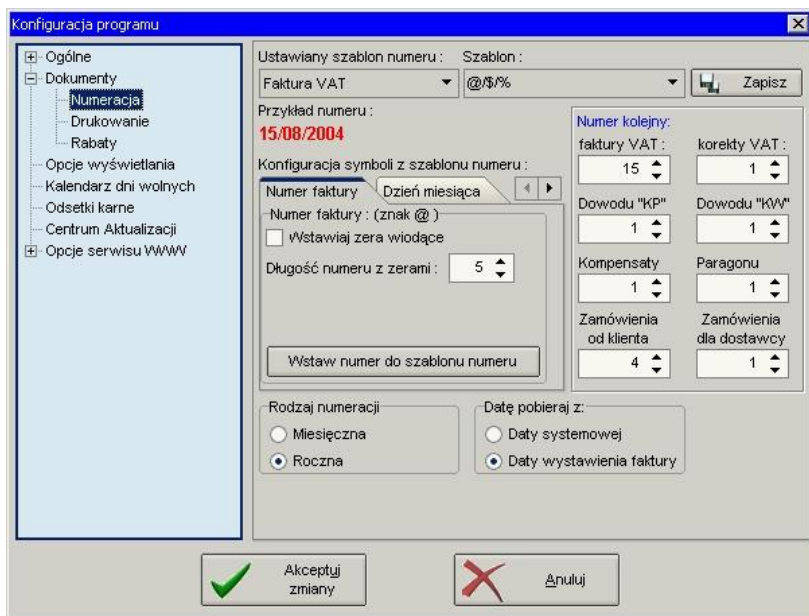 Konfiguracja programu
Ogólne
Dokumenty
Numeracja
Drukowanie
Rabaty
Opcje wyświetlania
Kalendarz dni wolnych
Odsetki karne
Centrum Aktualizacji
Opcje serwisu WWW
Ustawiany szablon numeru : Szablon :
Faktura VAT @/$/% Zapisz
Przykład numeru :
15/08/2004
Konfiguracja symboli z szablonu numeru :
Numer faktury Dzień miesiąca
Numer faktury : (znak @ )
Wstawiaj zera wiodące
Długość numeru z zerami : 5
Wstaw numer do szablonu numeru
Numer kolejny:
faktury VAT : korekty VAT :
15 1
Dowodu "KP" Dowodu "KW"
1 1
Kompensaty Paragonu
1 1
Zamówienia Zamówienia
od klienta dla dostawcy
4 1
Rodzaj numeracji
Miesięczna
Roczna
Datę pobieraj z:
Daty systemowej
Daty wystawienia faktury
Akceptuj
zmiany
Anuluj